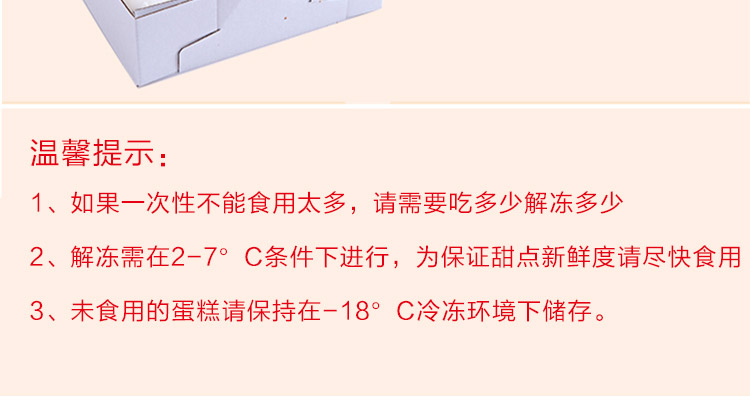 温馨提示：
1、如果一次性不能食用太多，请需要吃多少解冻多少
2、解冻需在2-7°C条件下进行，为保证甜点新鲜度请尽快食用
3、未食用的蛋糕请保持在-18°C冷冻环境下储存。